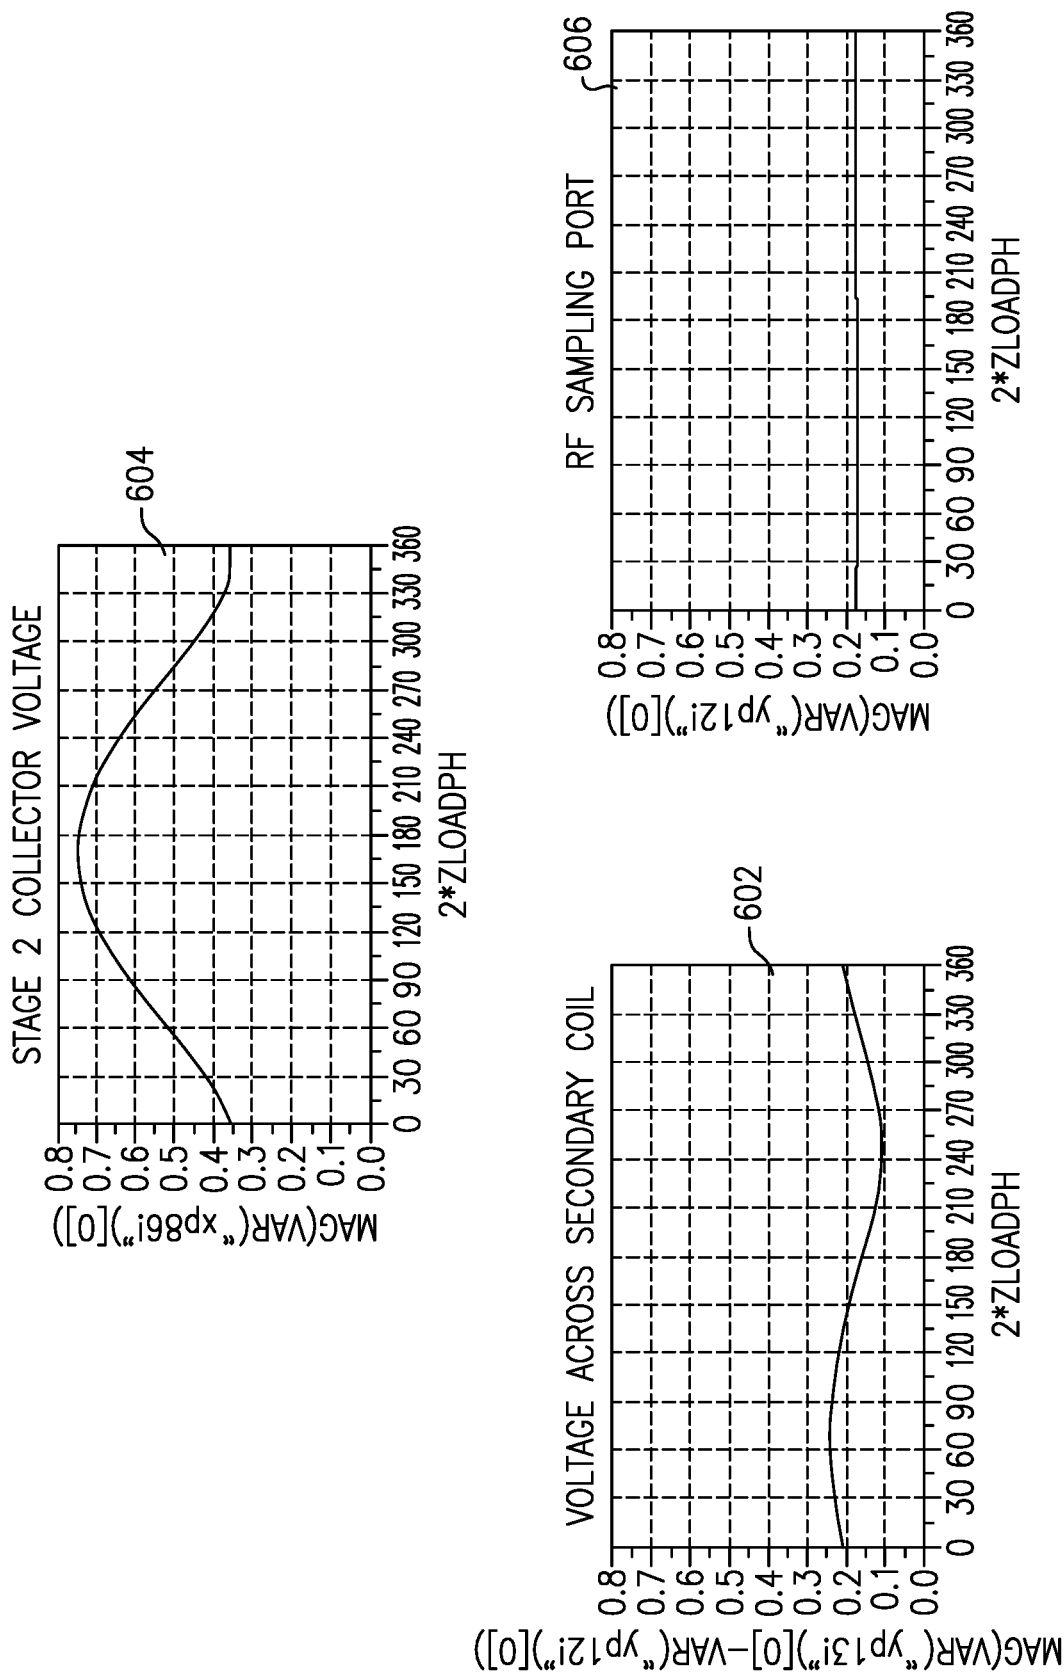 STAGE 2 COLLECTOR VOLTAGE
604
MAG(VAR(“xp86!”)[0])
0.8
0.7
0.6
0.5
0.4
0.3
0.2
0.1
0.0
0 30 60 90 120 150 180 210 240 270 300 330 360
2*ZLOADPH
VOLTAGE ACROSS SECONDARY COIL
602
MAG(VAR(“yp13!”)[0]–VAR(“yp12!”)[0])
0.8
0.7
0.6
0.5
0.4
0.3
0.2
0.1
0.0
0 30 60 90 120 150 180 210 240 270 300 330 360
2*ZLOADPH
RF SAMPLING PORT
606
MAG(VAR(“yp12!”)[0])
0.8
0.7
0.6
0.5
0.4
0.3
0.2
0.1
0.0
0 30 60 90 120 150 180 210 240 270 300 330 360
2*ZLOADPH